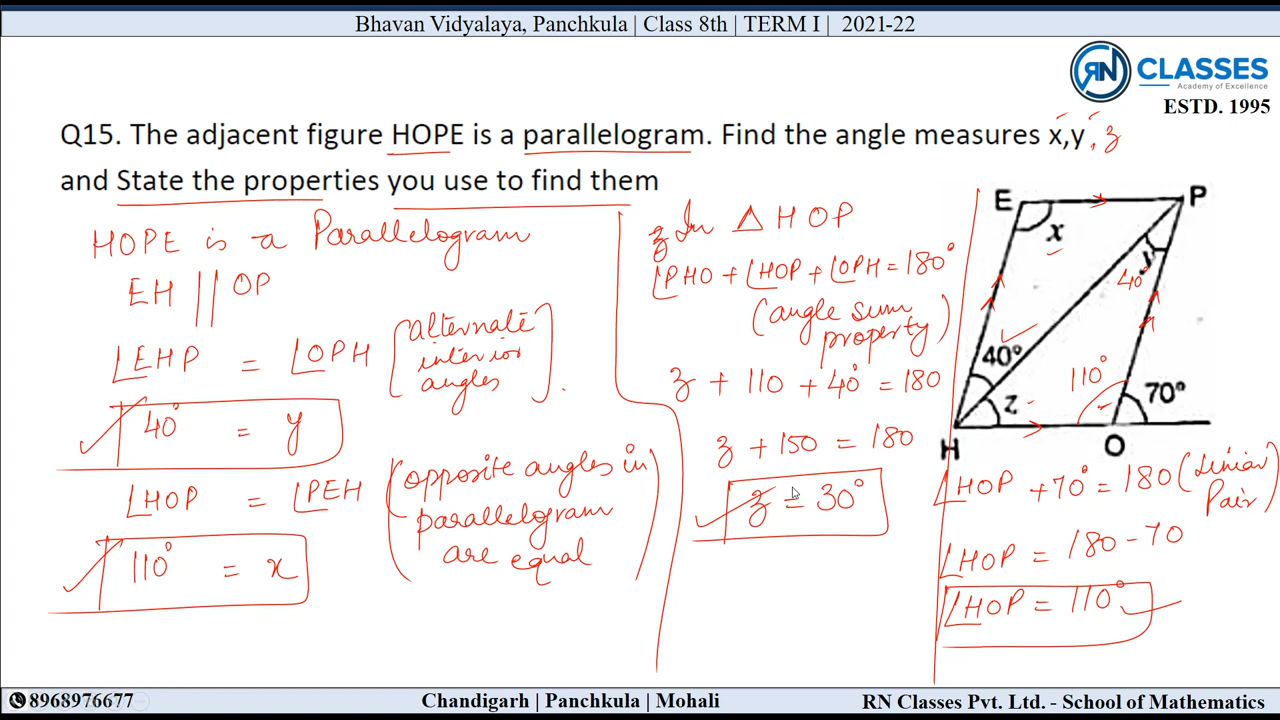 Bhavan Vidyalaya, Panchkula | Class 8th | TERM I | 2021-22
RN CLASSES
Academy of Excellence
ESTD. 1995
Q15. The adjacent figure HOPE is a parallelogram. Find the angle measures x,y, z
and State the properties you use to find them
HOPE is a Parallelogram
EH || OP
∠EHP = ∠OPH
(alternate
interior
angles)
40° = y
∠HOP = ∠PEH
(opposite angles in
parallelogram
are equal)
110° = x
z In △ HOP
∠PHO + ∠HOP + ∠OPH = 180°
(angle sum
property)
z + 110 + 40° = 180
z + 150 = 180
z = 30°
E
P
x
y
40°
40°
110°
z
70°
H
O
∠HOP + 70° = 180 (Liniar
Pair)
∠HOP = 180 - 70
∠HOP = 110°
8968976677
Chandigarh | Panchkula | Mohali
RN Classes Pvt. Ltd. - School of Mathematics